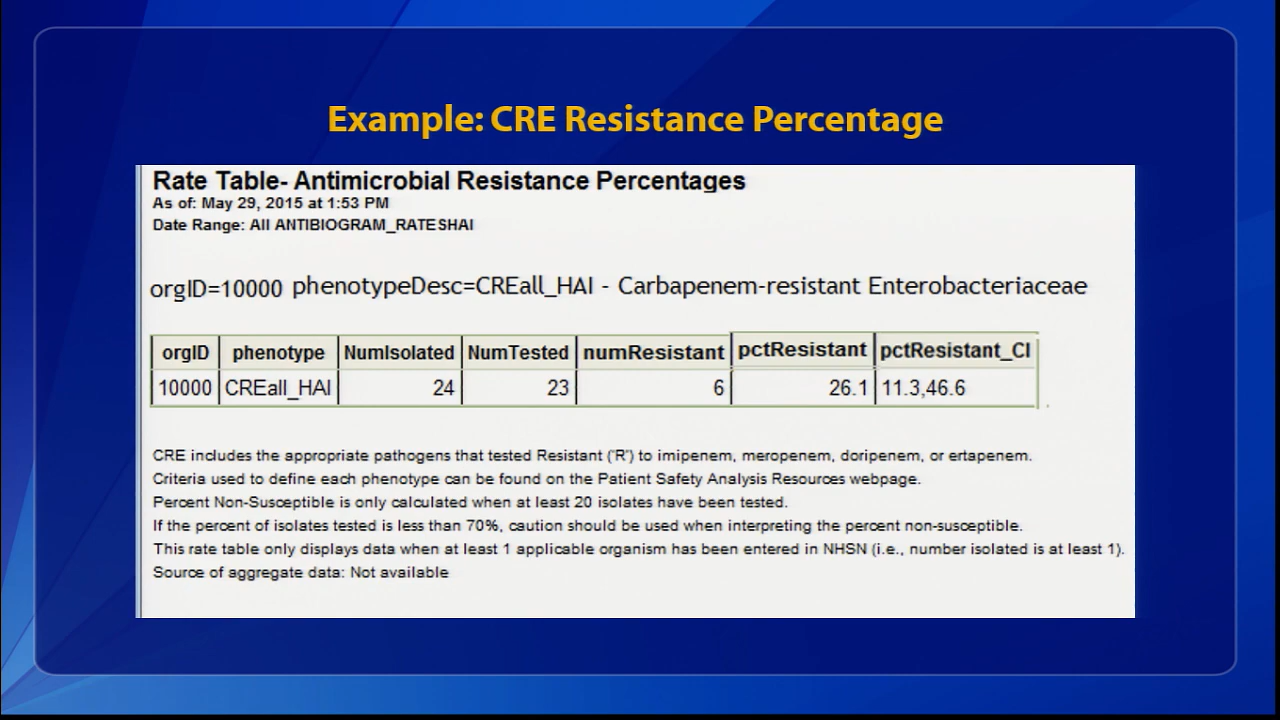 Example: CRE Resistance Percentage
Rate Table- Antimicrobial Resistance Percentages
As of: May 29, 2015 at 1:53 PM
Date Range: All ANTIBIOGRAM_RATESHAI
orgID=10000 phenotypeDesc=CREall_HAI - Carbapenem-resistant Enterobacteriaceae
orgID phenotype NumIsolated NumTested numResistant pctResistant pctResistant_CI
10000 CREall_HAI 24 23 6 26.1 11.3,46.6
CRE includes the appropriate pathogens that tested Resistant ('R') to imipenem, meropenem, doripenem, or ertapenem.
Criteria used to define each phenotype can be found on the Patient Safety Analysis Resources webpage.
Percent Non-Susceptible is only calculated when at least 20 isolates have been tested.
If the percent of isolates tested is less than 70%, caution should be used when interpreting the percent non-susceptible.
This rate table only displays data when at least 1 applicable organism has been entered in NHSN (i.e., number isolated is at least 1).
Source of aggregate data: Not available